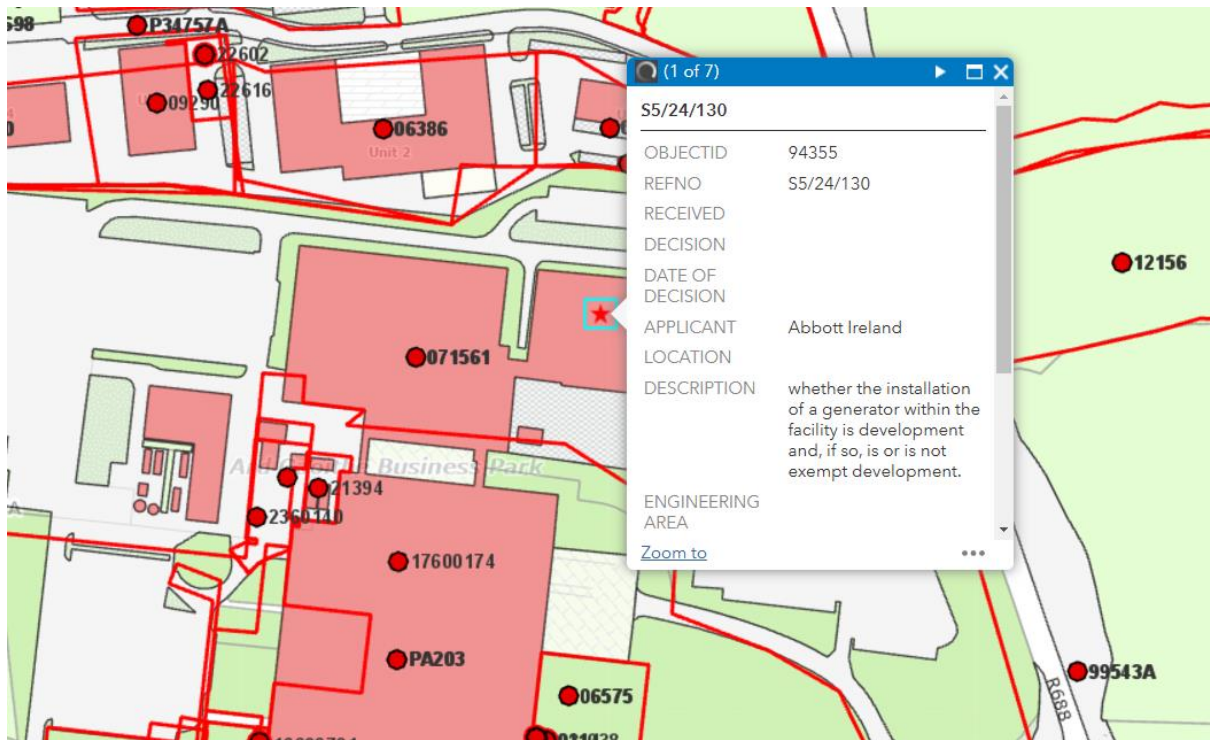 698
P34757A
22602
22616
09290
06386
Unit 2
071561
Business Park
21394
2360140
17600174
PA203
06575
12156
99543A
R688
(1 of 7)
S5/24/130
OBJECTID 94355
REFNO S5/24/130
RECEIVED
DECISION
DATE OF
DECISION
APPLICANT Abbott Ireland
LOCATION
DESCRIPTION whether the installation
of a generator within the
facility is development
and, if so, is or is not
exempt development.
ENGINEERING
AREA
Zoom to